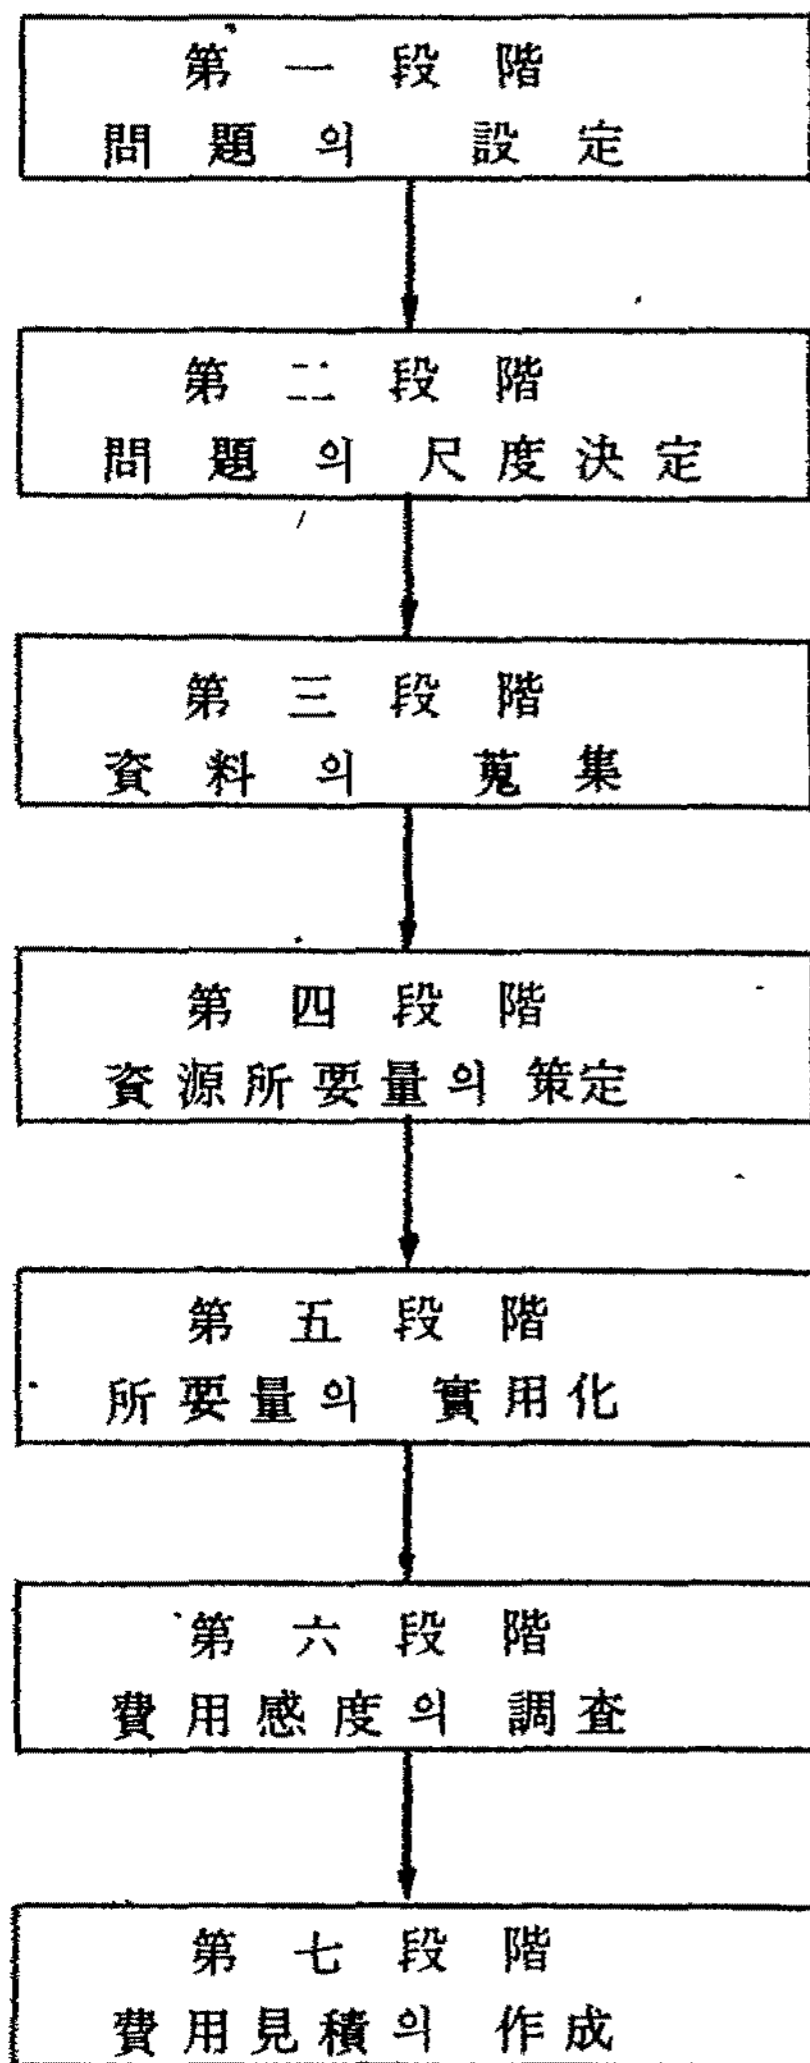 第一段階
問題의 設定
第二段階
問題의 尺度決定
第三段階
資料의 蒐集
第四段階
資源所要量의 策定
第五段階
所要量의 實用化
第六段階
費用感度의 調査
第七段階
費用見積의 作成